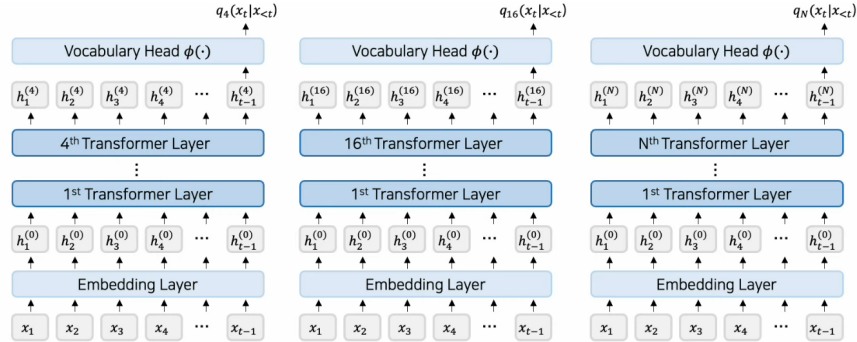 q₄(xₜ|x<ₜ) q₁₆(xₜ|x<ₜ) q_N(xₜ|x<ₜ)
Vocabulary Head ϕ(·) Vocabulary Head ϕ(·) Vocabulary Head ϕ(·)
h₁⁽⁴⁾ h₂⁽⁴⁾ h₃⁽⁴⁾ h₄⁽⁴⁾ ⋯ hₜ₋₁⁽⁴⁾ h₁⁽¹⁶⁾ h₂⁽¹⁶⁾ h₃⁽¹⁶⁾ h₄⁽¹⁶⁾ ⋯ hₜ₋₁⁽¹⁶⁾ h₁⁽ᴺ⁾ h₂⁽ᴺ⁾ h₃⁽ᴺ⁾ h₄⁽ᴺ⁾ ⋯ hₜ₋₁⁽ᴺ⁾
4th Transformer Layer 16th Transformer Layer Nth Transformer Layer
⋮ ⋮ ⋮
1st Transformer Layer 1st Transformer Layer 1st Transformer Layer
h₁⁽⁰⁾ h₂⁽⁰⁾ h₃⁽⁰⁾ h₄⁽⁰⁾ ⋯ hₜ₋₁⁽⁰⁾ h₁⁽⁰⁾ h₂⁽⁰⁾ h₃⁽⁰⁾ h₄⁽⁰⁾ ⋯ hₜ₋₁⁽⁰⁾ h₁⁽⁰⁾ h₂⁽⁰⁾ h₃⁽⁰⁾ h₄⁽⁰⁾ ⋯ hₜ₋₁⁽⁰⁾
Embedding Layer Embedding Layer Embedding Layer
x₁ x₂ x₃ x₄ ⋯ xₜ₋₁ x₁ x₂ x₃ x₄ ⋯ xₜ₋₁ x₁ x₂ x₃ x₄ ⋯ xₜ₋₁